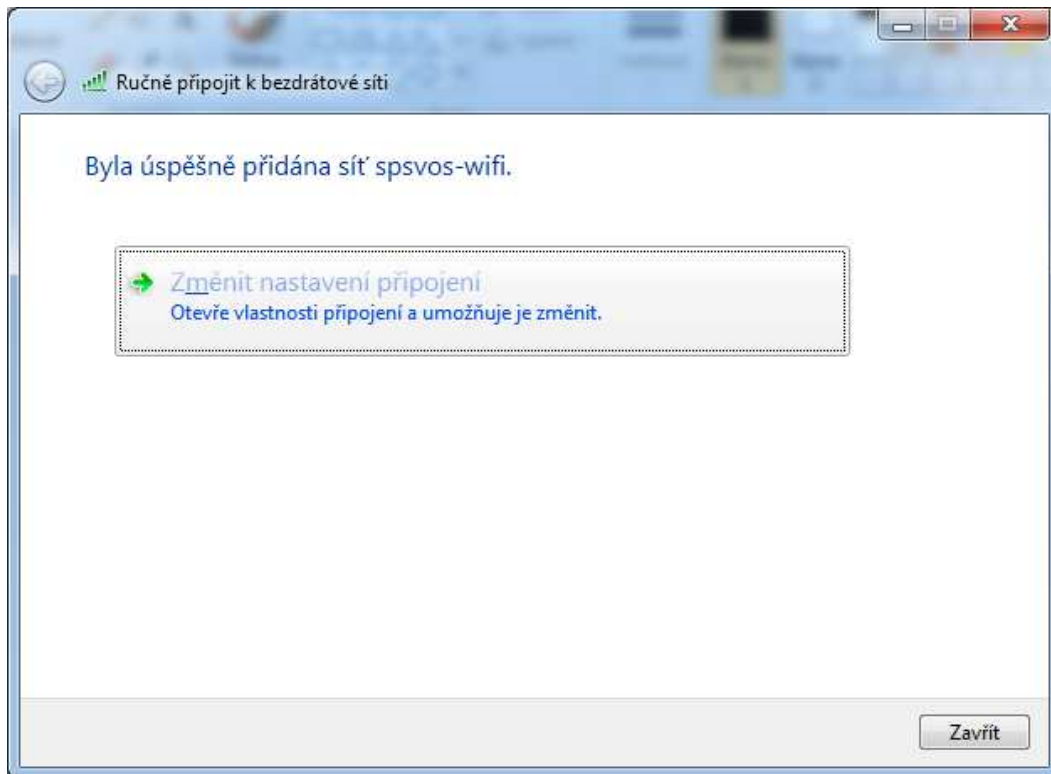 Ručně připojit k bezdrátové síti
Byla úspěšně přidána síť spsvos-wifi.
Změnit nastavení připojení
Otevře vlastnosti připojení a umožňuje je změnit.
Zavřít